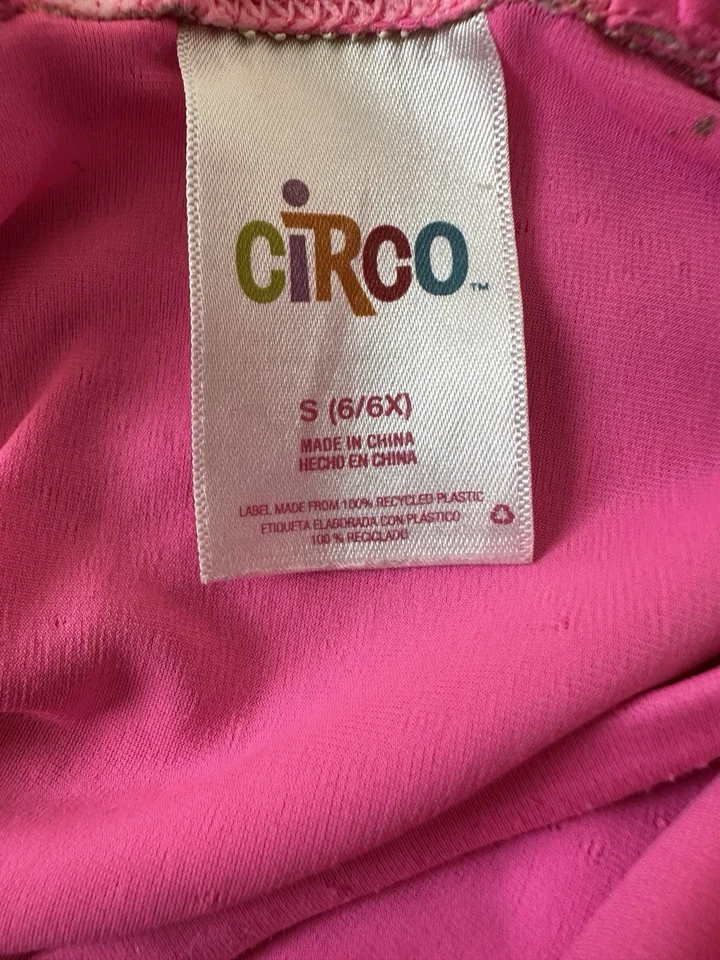 CiRCO™
S (6/6X)
MADE IN CHINA
HECHO EN CHINA
LABEL MADE FROM 100% RECYCLED PLASTIC
ETIQUETA ELABORADA CON PLÁSTICO
100 % RECICLADO